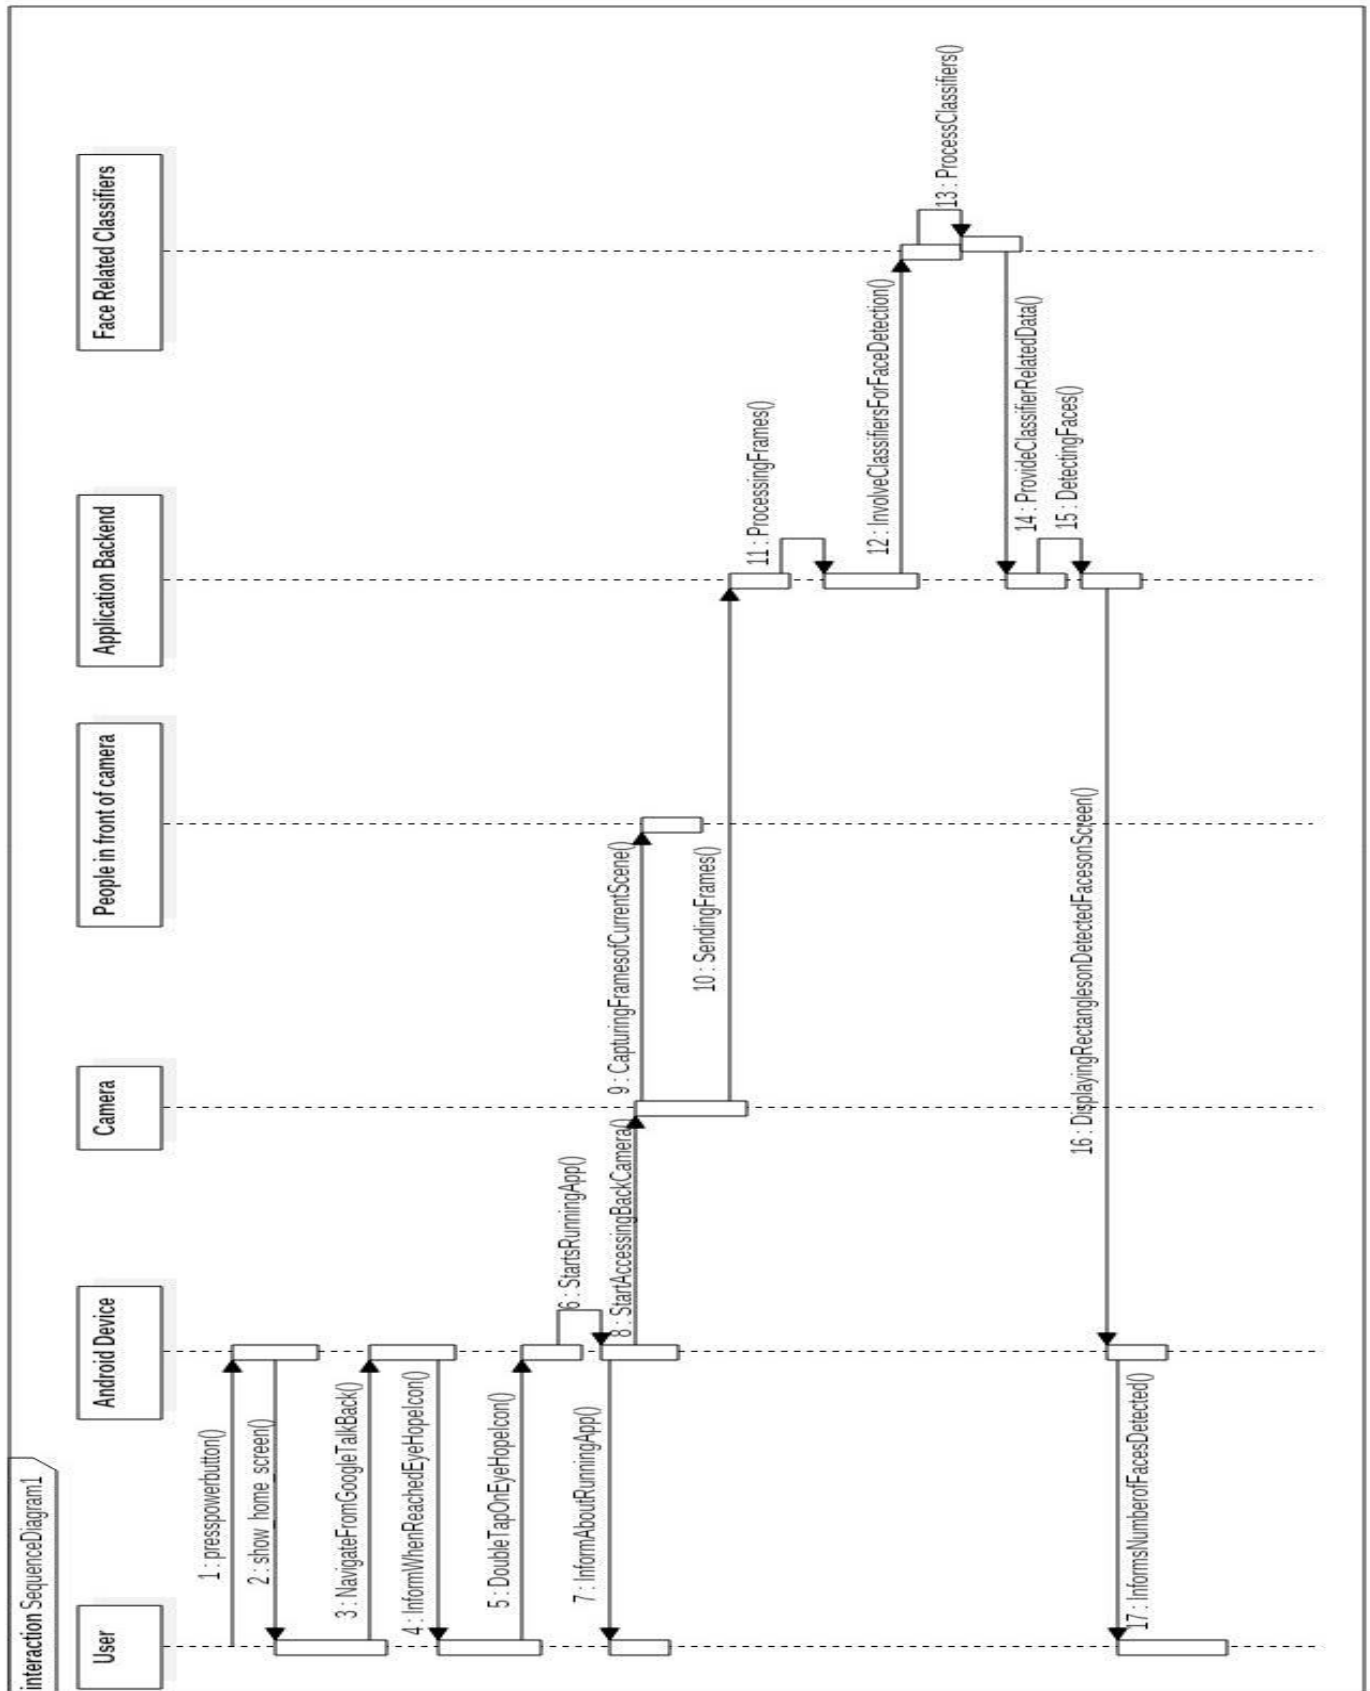 interaction SequenceDiagram1
User
Android Device
Camera
People in front of camera
Application Backend
Face Related Classifiers
1 : presspowerbutton()
2 : show_home_screen()
3 : NavigateFromGoogleTalkBack()
4 : InformWhenReachedEyeHopeIcon()
5 : DoubleTapOnEyeHopeIcon()
6 : StartsRunningApp()
7 : InformAboutRunningApp()
8 : StartAccessingBackCamera()
9 : CapturingFramesofCurrentScene()
10 : SendingFrames()
11 : ProcessingFrames()
12 : InvolveClassifiersForFaceDetection()
13 : ProcessClassifiers()
14 : ProvideClassifierRelatedData()
15 : DetectingFaces()
16 : DisplayingRectanglesonDetectedFacesonScreen()
17 : InformsNumberofFacesDetected()